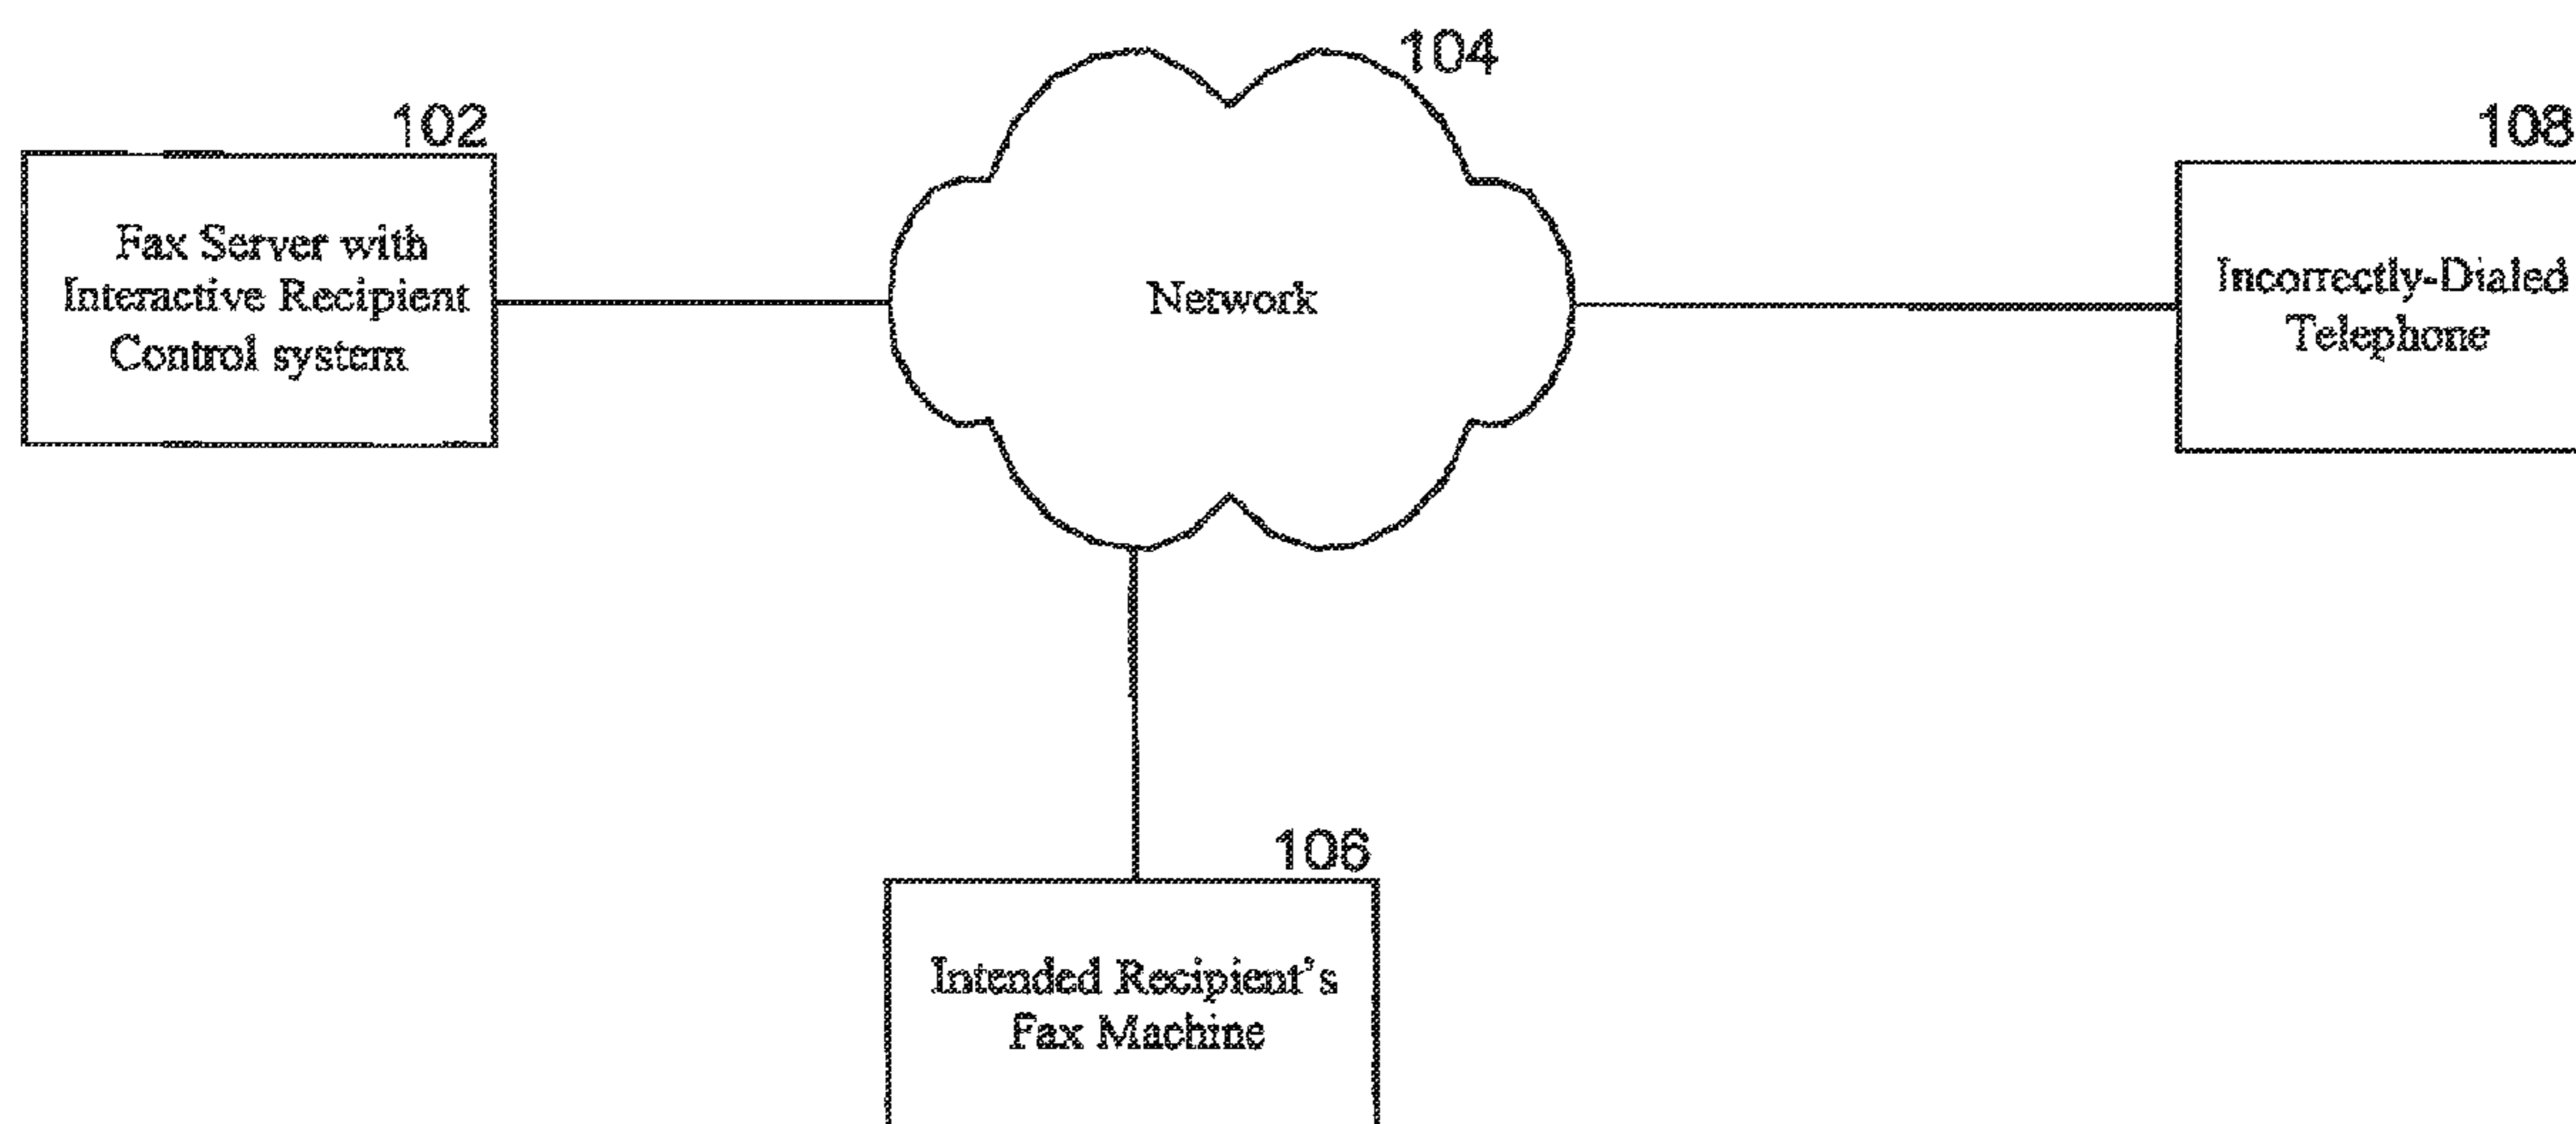 104
102
108
Fax Server with
Interactive Recipient
Control system
Network
Incorrectly-Dialed
Telephone
106
Intended Recipient's
Fax Machine